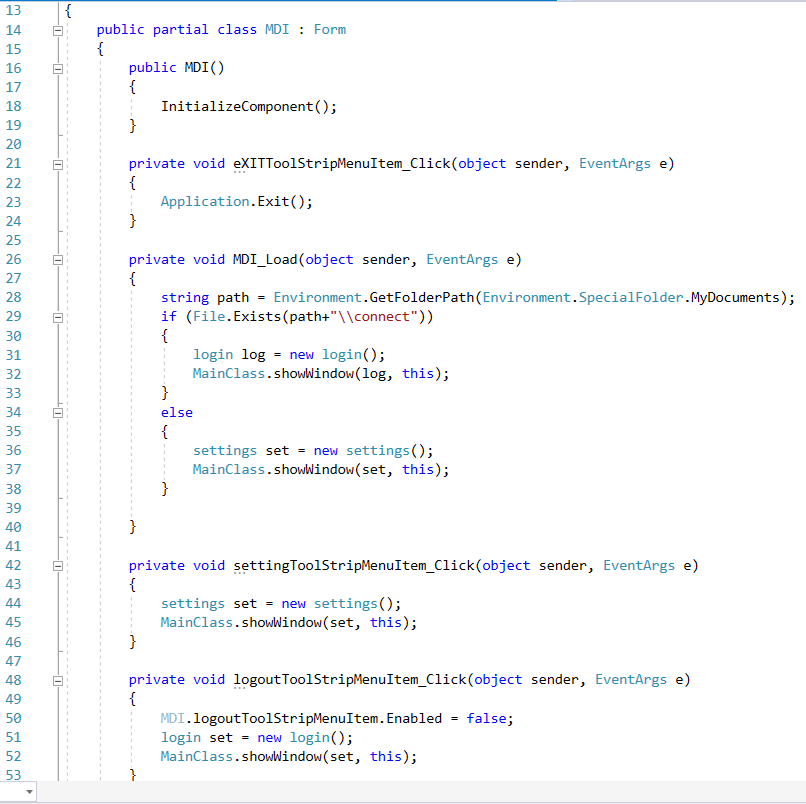 13 {
14 public partial class MDI : Form
15 {
16 public MDI()
17 {
18 InitializeComponent();
19 }
20
21 private void eXITToolStripMenuItem_Click(object sender, EventArgs e)
22 {
23 Application.Exit();
24 }
25
26 private void MDI_Load(object sender, EventArgs e)
27 {
28 string path = Environment.GetFolderPath(Environment.SpecialFolder.MyDocuments);
29 if (File.Exists(path+"\\connect"))
30 {
31 login log = new login();
32 MainClass.showWindow(log, this);
33 }
34 else
35 {
36 settings set = new settings();
37 MainClass.showWindow(set, this);
38 }
39
40 }
41
42 private void settingToolStripMenuItem_Click(object sender, EventArgs e)
43 {
44 settings set = new settings();
45 MainClass.showWindow(set, this);
46 }
47
48 private void logoutToolStripMenuItem_Click(object sender, EventArgs e)
49 {
50 MDI.logoutToolStripMenuItem.Enabled = false;
51 login set = new login();
52 MainClass.showWindow(set, this);
53 }